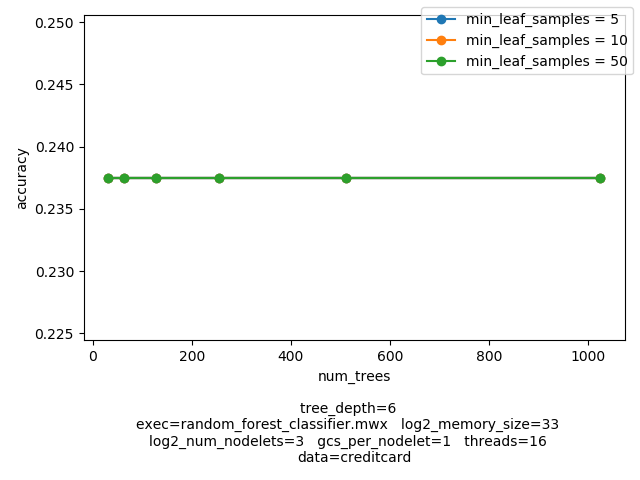 0.250
0.245
0.240
0.235
0.230
0.225
accuracy
min_leaf_samples = 5
min_leaf_samples = 10
min_leaf_samples = 50
0 200 400 600 800 1000
num_trees
tree_depth=6
exec=random_forest_classifier.mwx log2_memory_size=33
log2_num_nodelets=3 gcs_per_nodelet=1 threads=16
data=creditcard